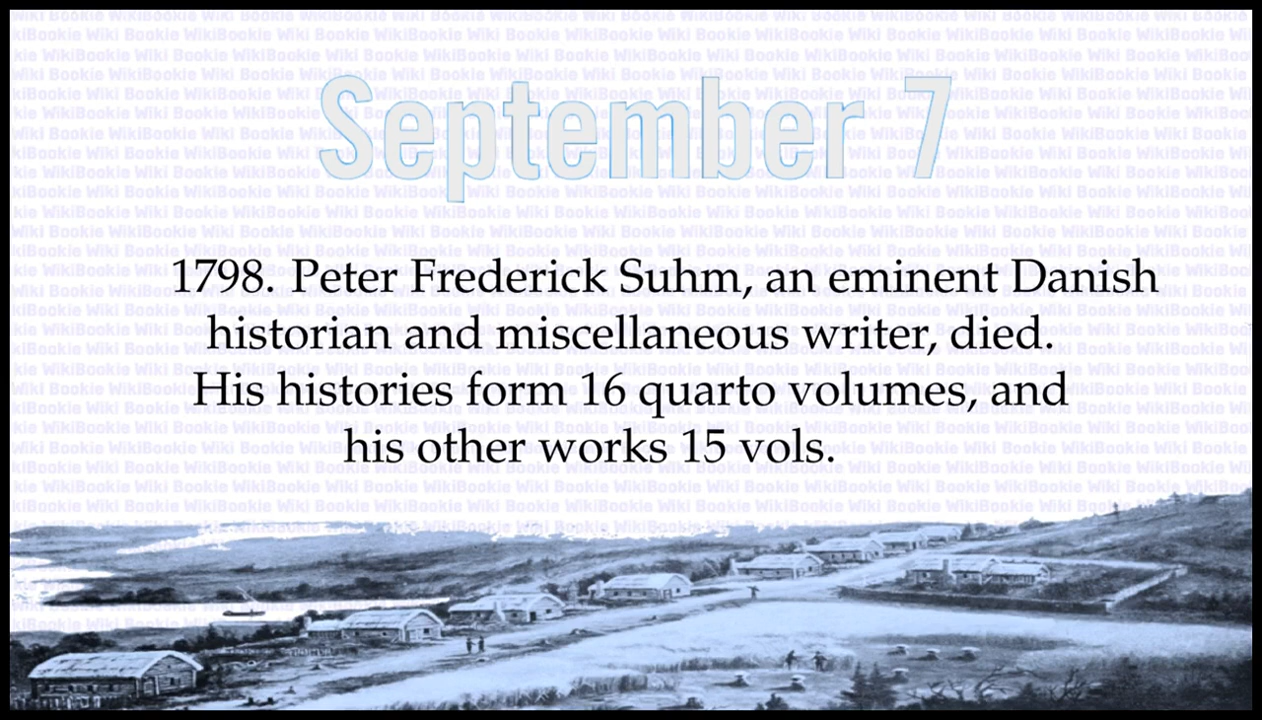 September 7
1798. Peter Frederick Suhm, an eminent Danish
historian and miscellaneous writer, died.
His histories form 16 quarto volumes, and
his other works 15 vols.